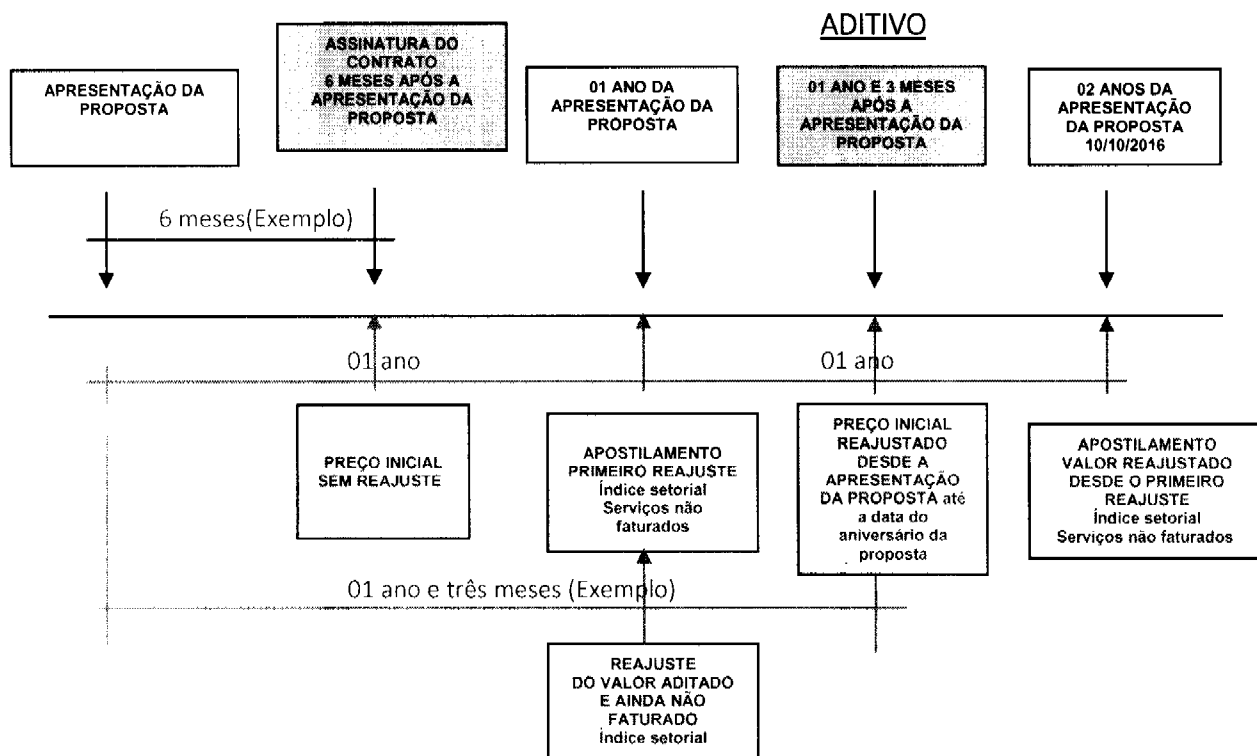 ADITIVO
APRESENTAÇÃO DA
PROPOSTA
ASSINATURA DO
CONTRATO
6 MESES APÓS A
APRESENTAÇÃO DA
PROPOSTA
01 ANO DA
APRESENTAÇÃO DA
PROPOSTA
01 ANO E 3 MESES
APÓS A
APRESENTAÇÃO DA
PROPOSTA
02 ANOS DA
APRESENTAÇÃO
DA PROPOSTA
10/10/2016
6 meses(Exemplo)
01 ano
01 ano
PREÇO INICIAL
SEM REAJUSTE
APOSTILAMENTO
PRIMEIRO REAJUSTE
Índice setorial
Serviços não
faturados
PREÇO INICIAL
REAJUSTADO
DESDE A
APRESENTAÇÃO
DA PROPOSTA até
a data do
aniversário da
proposta
APOSTILAMENTO
VALOR REAJUSTADO
DESDE O PRIMEIRO
REAJUSTE
Índice setorial
Serviços não faturados
01 ano e três meses (Exemplo)
REAJUSTE
DO VALOR ADITADO
E AINDA NÃO
FATURADO
Índice setorial